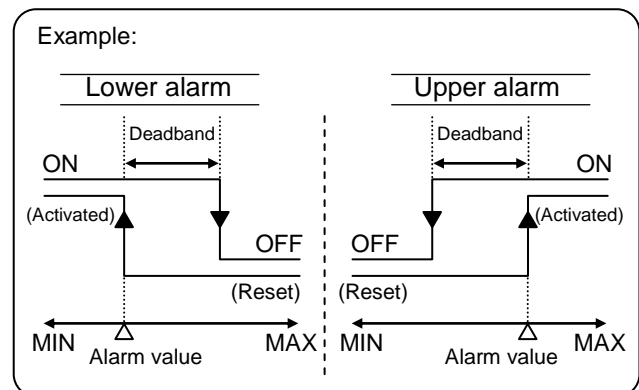 Example:
Lower alarm
Upper alarm
Deadband
Deadband
ON
ON
(Activated)
(Activated)
OFF
OFF
(Reset)
(Reset)
MIN
MAX
MIN
MAX
Alarm value
Alarm value